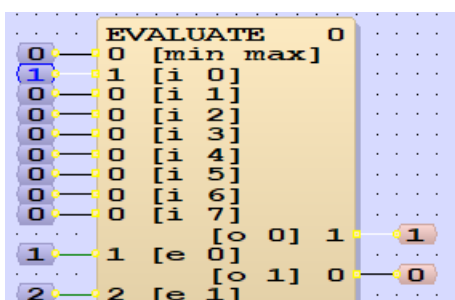 EVALUATE 0
0 0 [min max]
1 1 [i 0]
0 0 [i 1]
0 0 [i 2]
0 0 [i 3]
0 0 [i 4]
0 0 [i 5]
0 0 [i 6]
0 0 [i 7]
[o 0] 1 1
1 1 [e 0]
[o 1] 0 0
2 2 [e 1]